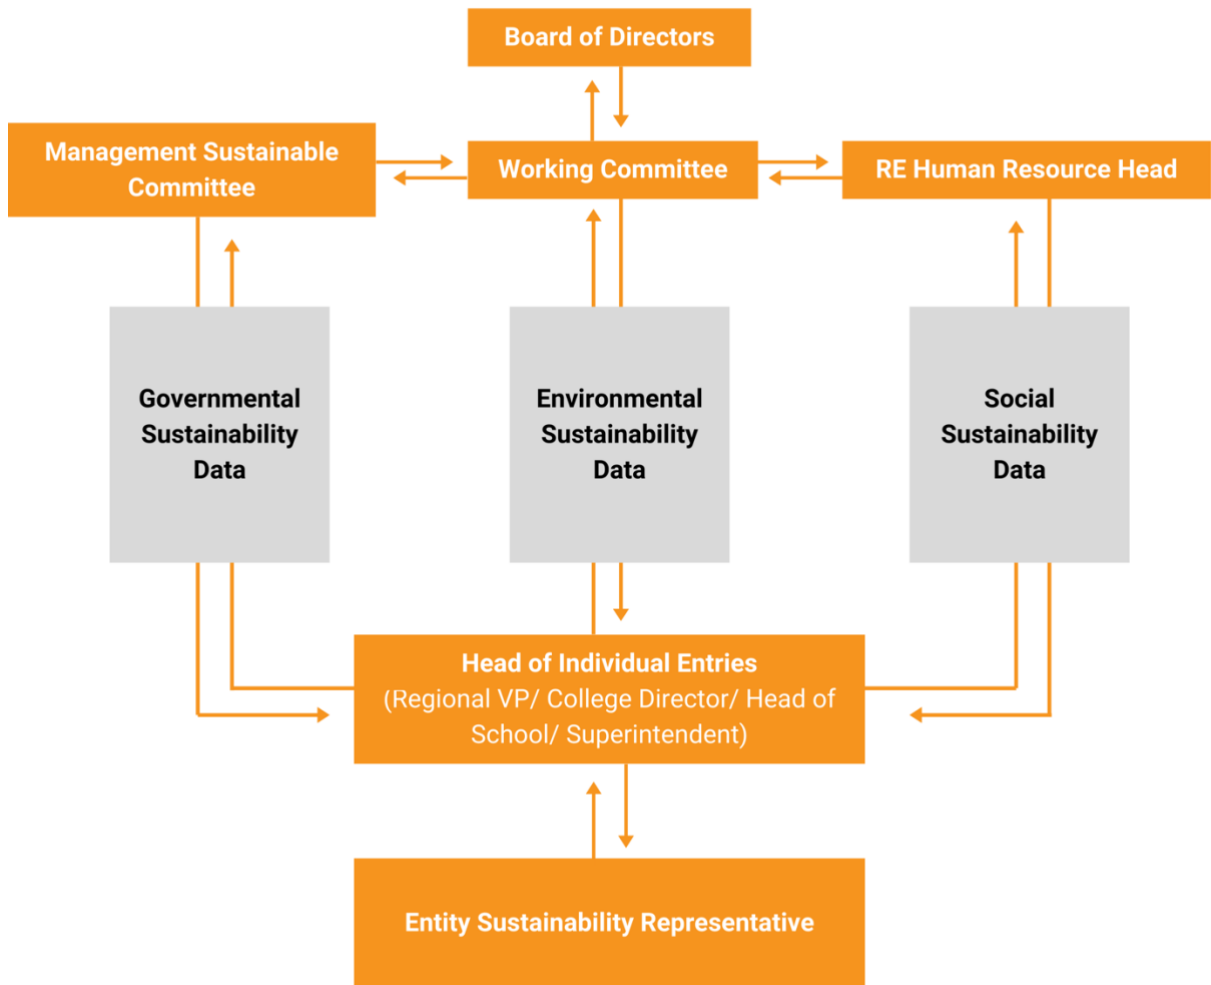 Board of Directors
Management Sustainable
Committee
Working Committee
RE Human Resource Head
Governmental
Sustainability
Data
Environmental
Sustainability
Data
Social
Sustainability
Data
Head of Individual Entries
(Regional VP/ College Director/ Head of
School/ Superintendent)
Entity Sustainability Representative